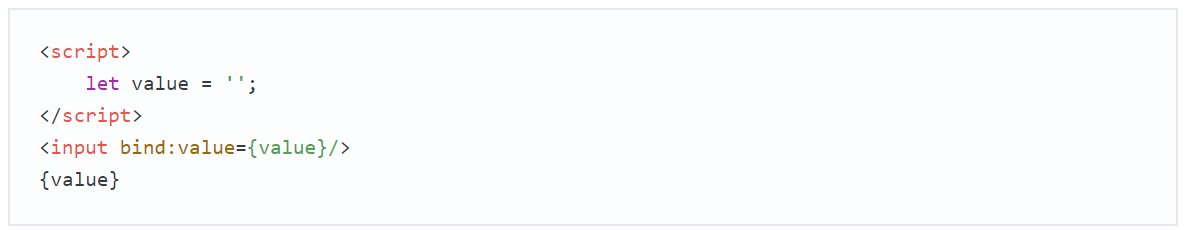 <script>
    let value = '';
</script>
<input bind:value={value}/>
{value}